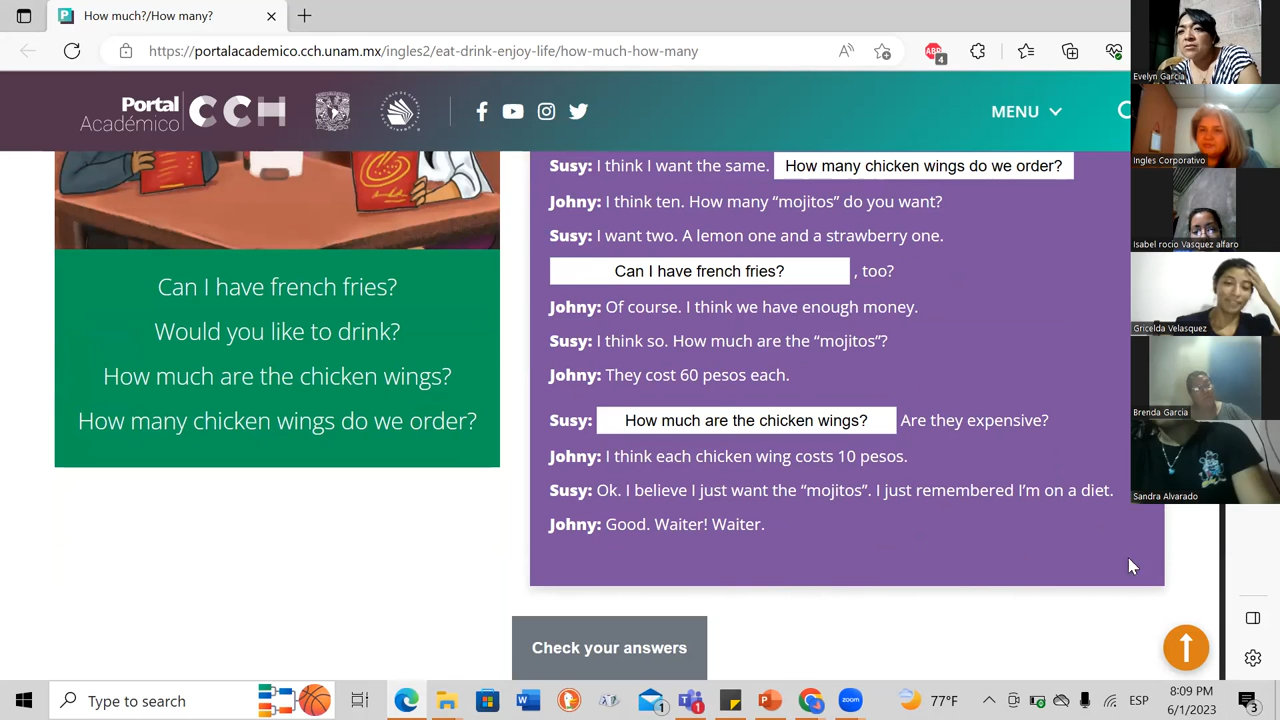 How much?/How many?
https://portalacademico.cch.unam.mx/ingles2/eat-drink-enjoy-life/how-much-how-many
4
Evelyn Garcia
Portal
Académico
CCH
MENU
Ingles Corporativo
Susy: I think I want the same. How many chicken wings do we order?
Johny: I think ten. How many “mojitos” do you want?
Susy: I want two. A lemon one and a strawberry one.
Can I have french fries? , too?
Johny: Of course. I think we have enough money.
Susy: I think so. How much are the “mojitos”?
Johny: They cost 60 pesos each.
Susy: How much are the chicken wings? Are they expensive?
Johny: I think each chicken wing costs 10 pesos.
Susy: Ok. I believe I just want the “mojitos”. I just remembered I’m on a diet.
Johny: Good. Waiter! Waiter.
Can I have french fries?
Would you like to drink?
How much are the chicken wings?
How many chicken wings do we order?
Isabel rocio Vasquez alfaro
Gricelda Velasquez
Brenda Garcia
Sandra Alvarado
Check your answers
Type to search
1
1
zoom
77°F
ESP
8:09 PM
6/1/2023
3